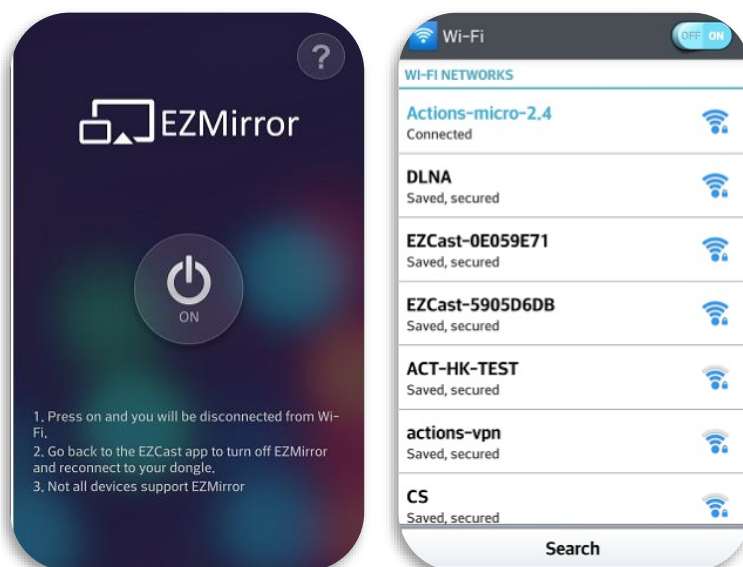 ?
EZMirror
ON
1. Press on and you will be disconnected from Wi-
Fi.
2. Go back to the EZCast app to turn off EZMirror
and reconnect to your dongle.
3. Not all devices support EZMirror
Wi-Fi
OFF ON
WI-FI NETWORKS
Actions-micro-2.4
Connected
DLNA
Saved, secured
EZCast-0E059E71
Saved, secured
EZCast-5905D6DB
Saved, secured
ACT-HK-TEST
Saved, secured
actions-vpn
Saved, secured
CS
Saved, secured
Search